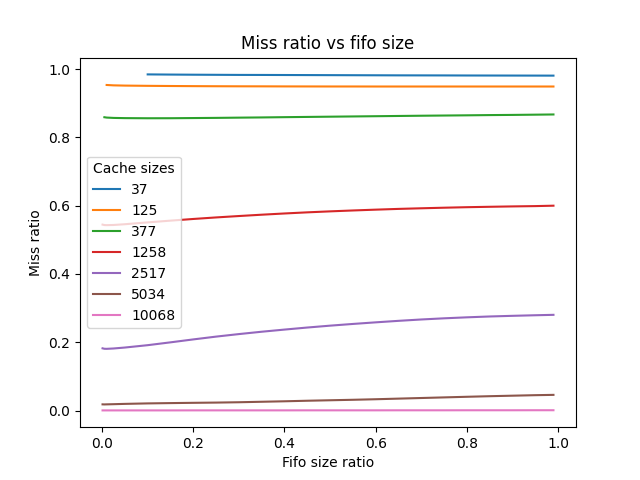 Miss ratio vs fifo size
1.0
0.8
0.6
0.4
0.2
0.0
Miss ratio
Cache sizes
37
125
377
1258
2517
5034
10068
0.0 0.2 0.4 0.6 0.8 1.0
Fifo size ratio